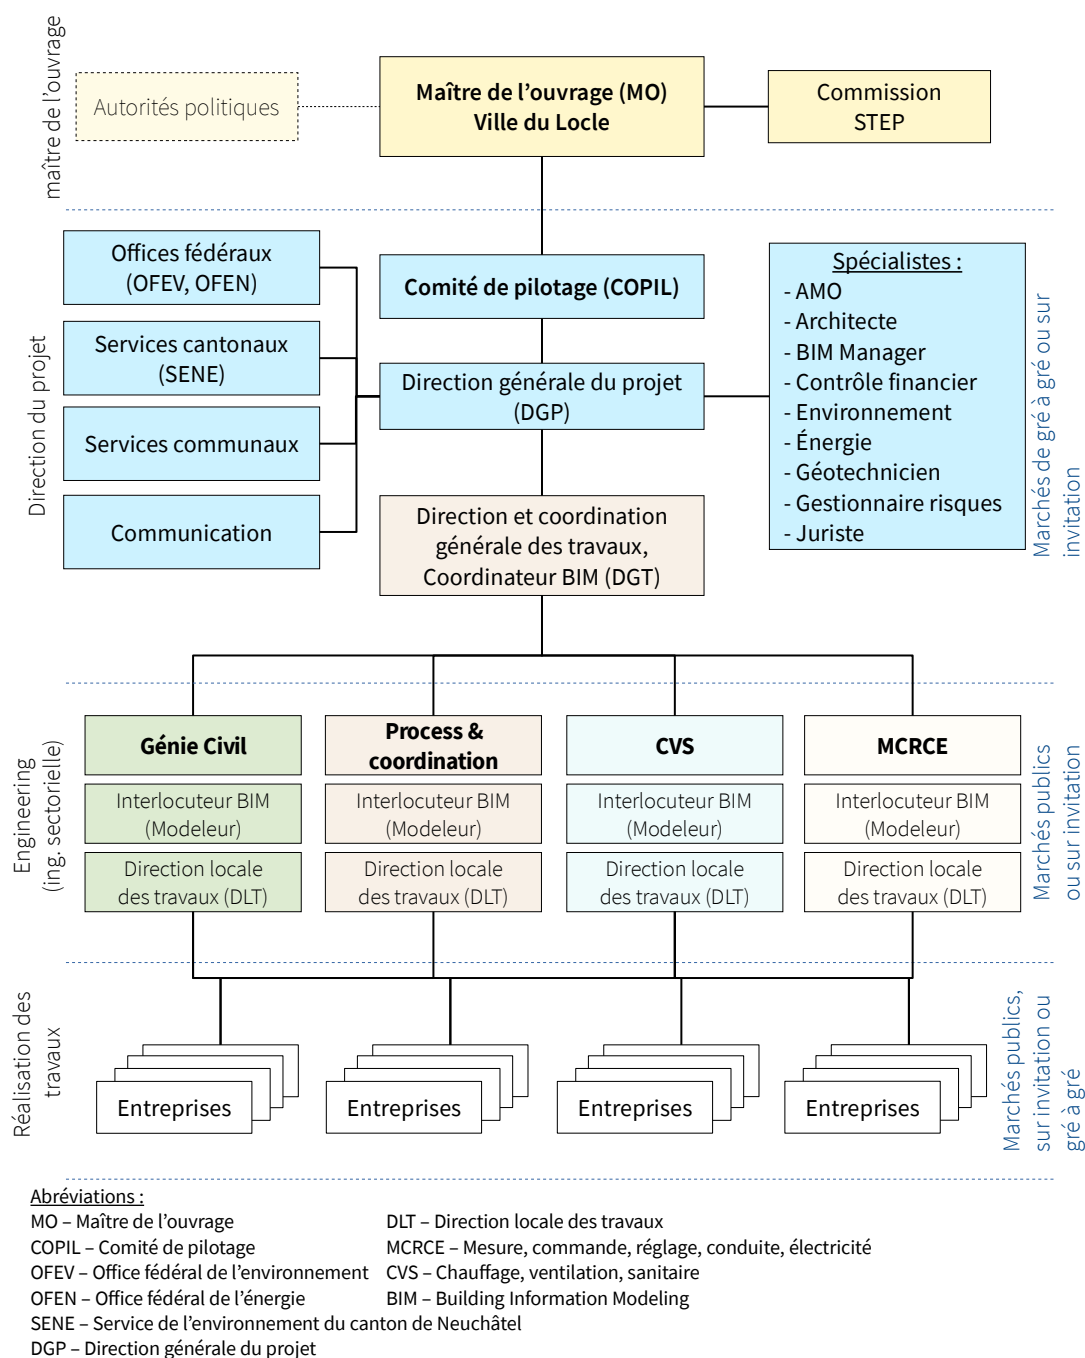 maître de l'ouvrage
Autorités politiques
Maître de l'ouvrage (MO)
Ville du Locle
Commission
STEP
Direction du projet
Offices fédéraux
(OFEV, OFEN)
Services cantonaux
(SENE)
Services communaux
Communication
Comité de pilotage (COPIL)
Direction générale du projet
(DGP)
Direction et coordination
générale des travaux,
Coordinateur BIM (DGT)
Spécialistes :
- AMO
- Architecte
- BIM Manager
- Contrôle financier
- Environnement
- Énergie
- Géotechnicien
- Gestionnaire risques
- Juriste
Marchés de gré à gré ou sur
invitation
Engineering
(ing. sectorielle)
Génie Civil
Interlocuteur BIM
(Modeleur)
Direction locale
des travaux (DLT)
Process &
coordination
Interlocuteur BIM
(Modeleur)
Direction locale
des travaux (DLT)
CVS
Interlocuteur BIM
(Modeleur)
Direction locale
des travaux (DLT)
MCRCE
Interlocuteur BIM
(Modeleur)
Direction locale
des travaux (DLT)
Marchés publics
ou sur invitation
Réalisation des
travaux
Entreprises
Entreprises
Entreprises
Entreprises
Marchés publics,
sur invitation ou
gré à gré
Abréviations :
MO – Maître de l'ouvrage
COPIL – Comité de pilotage
OFEV – Office fédéral de l'environnement
OFEN – Office fédéral de l'énergie
SENE – Service de l'environnement du canton de Neuchâtel
DGP – Direction générale du projet
DLT – Direction locale des travaux
MCRCE – Mesure, commande, réglage, conduite, électricité
CVS – Chauffage, ventilation, sanitaire
BIM – Building Information Modeling